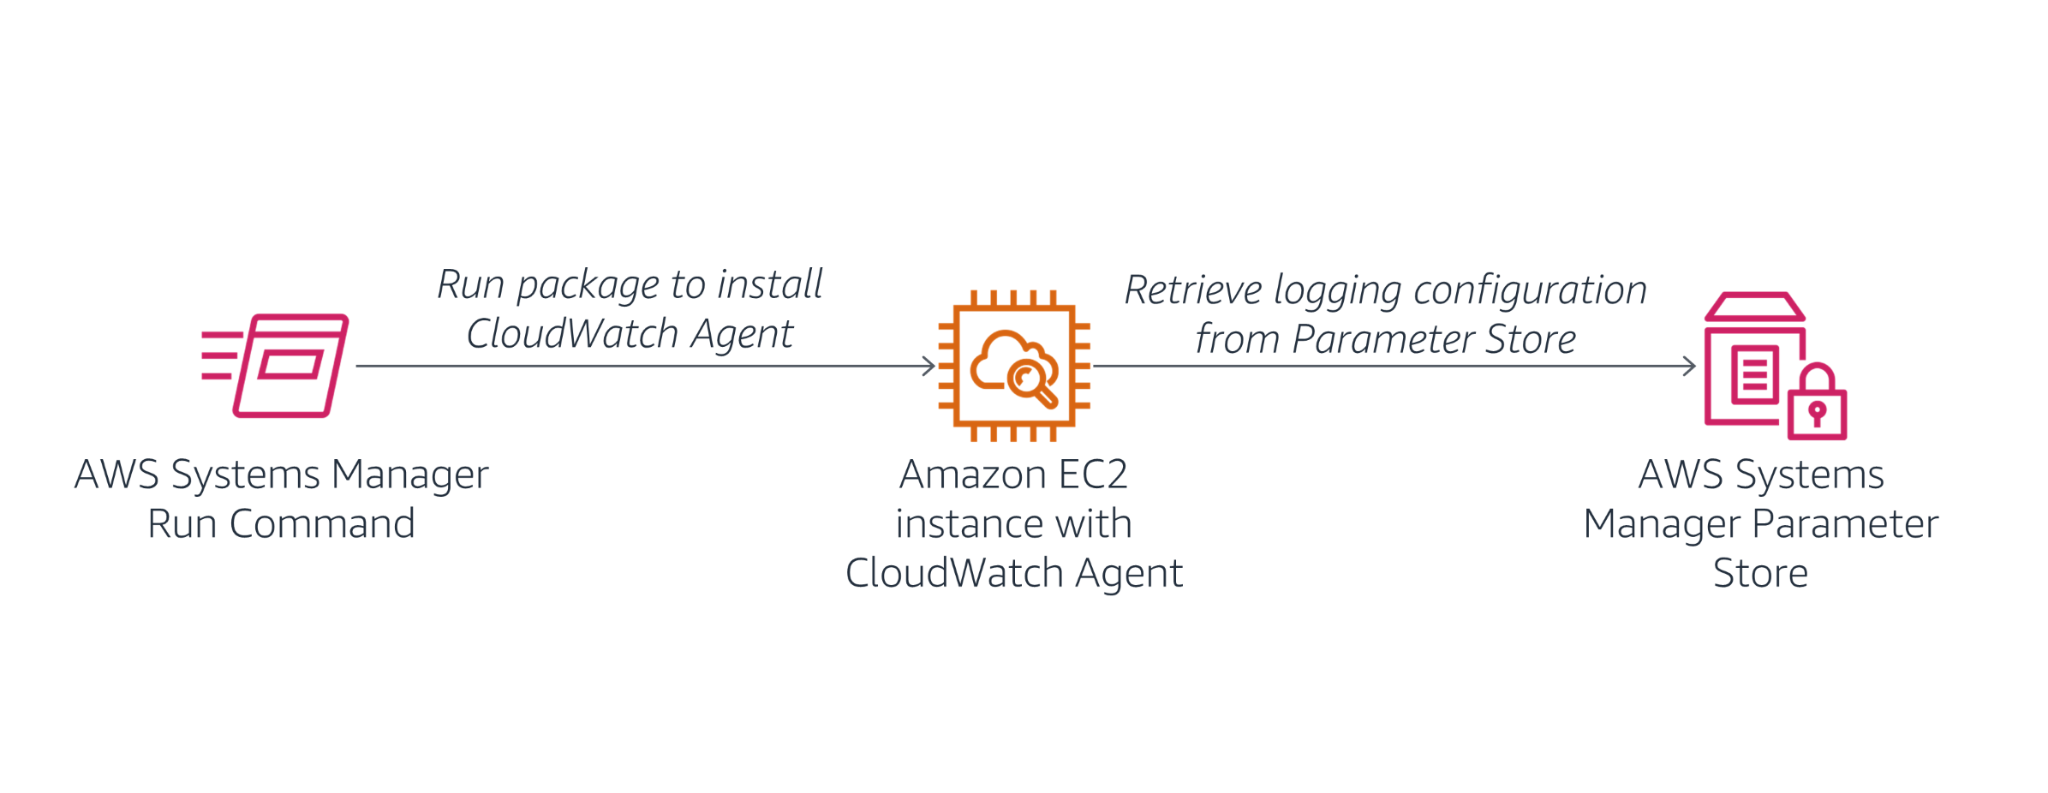 Run package to install
CloudWatch Agent
Retrieve logging configuration
from Parameter Store
AWS Systems Manager
Run Command
Amazon EC2
instance with
CloudWatch Agent
AWS Systems
Manager Parameter
Store